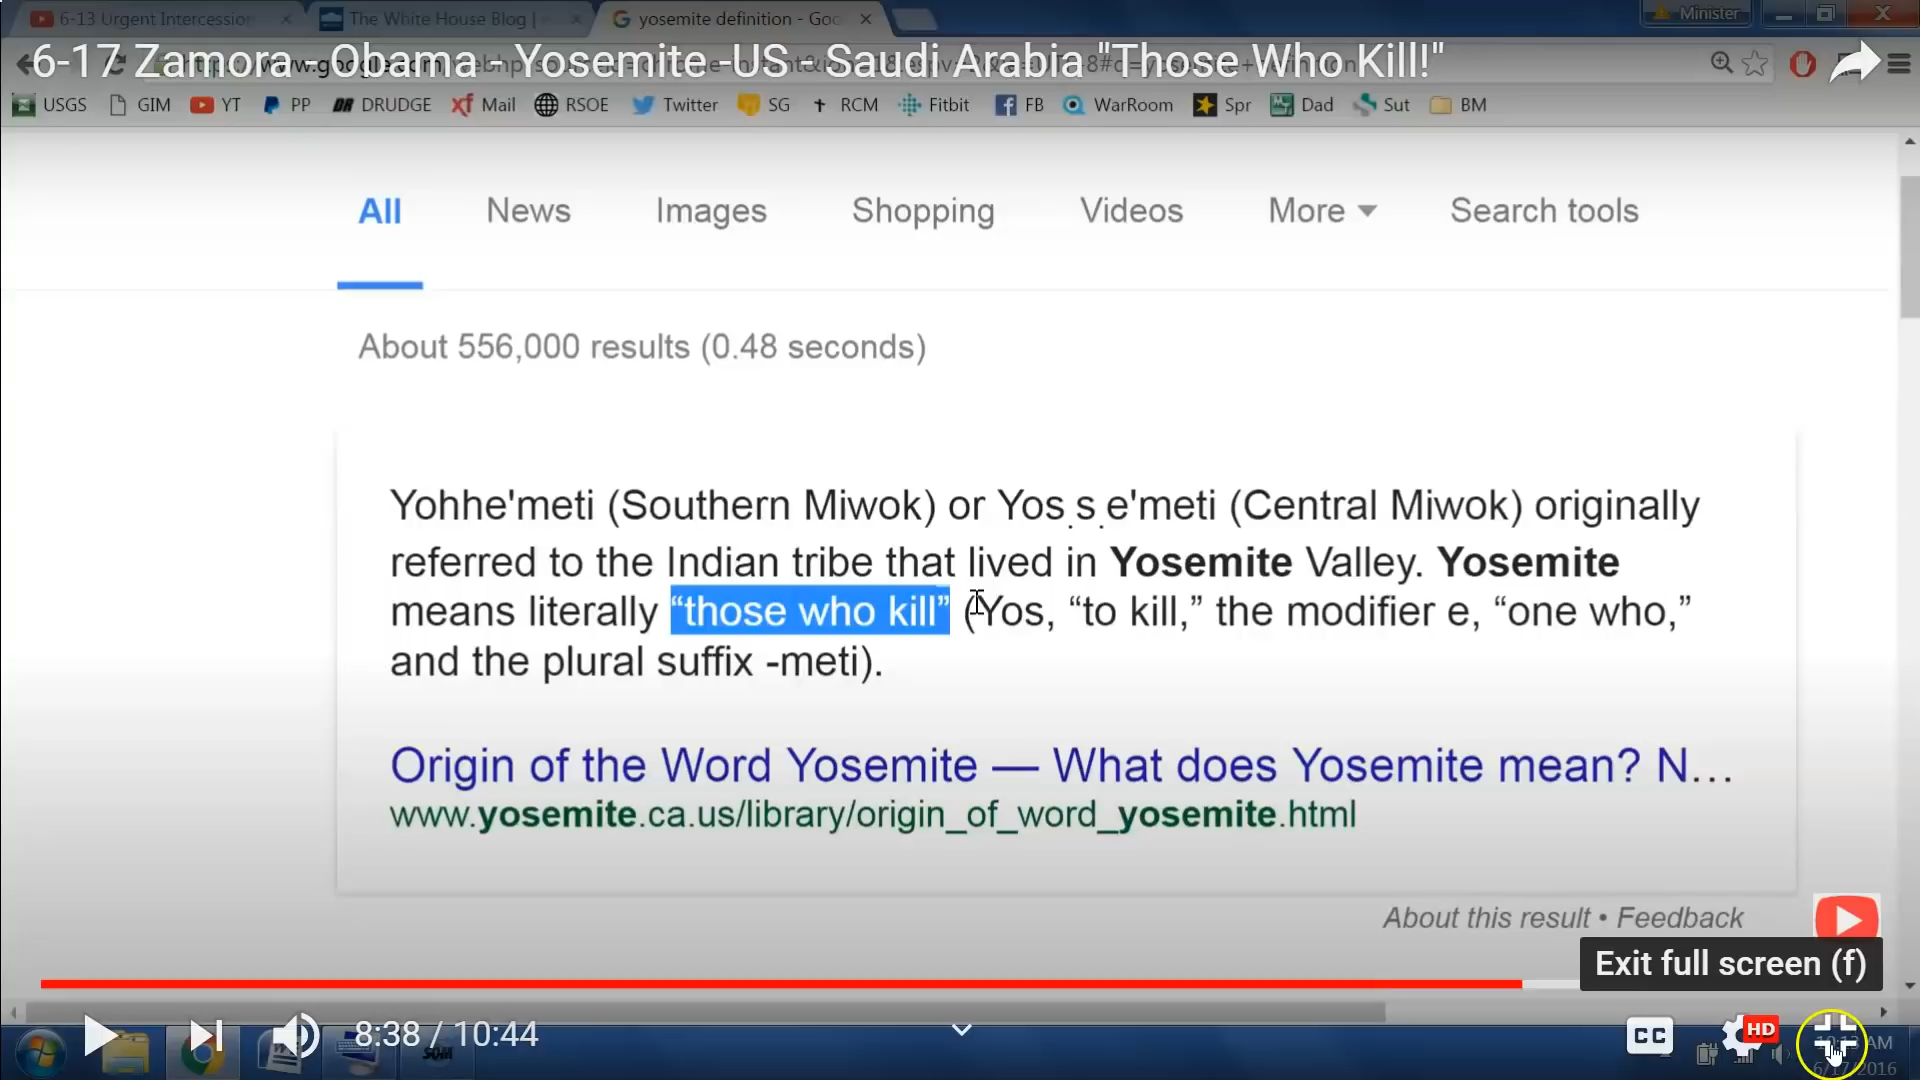 6-13 Urgent Intercession
The White House Blog |
yosemite definition - Goo
Minister
6-17 Zamora - Obama - Yosemite -US - Saudi Arabia "Those Who Kill!"
USGS GIM YT PP DRUDGE Mail RSOE Twitter SG RCM Fitbit FB WarRoom Spr Dad Sut BM
All News Images Shopping Videos More Search tools
About 556,000 results (0.48 seconds)
Yohhe'meti (Southern Miwok) or Yos̩s̩e'meti (Central Miwok) originally
referred to the Indian tribe that lived in Yosemite Valley. Yosemite
means literally “those who kill” (Yos, “to kill,” the modifier e, “one who,”
and the plural suffix -meti).
Origin of the Word Yosemite — What does Yosemite mean? N...
www.yosemite.ca.us/library/origin_of_word_yosemite.html
About this result • Feedback
Exit full screen (f)
8:38 / 10:44
CC
HD
6/17/2016